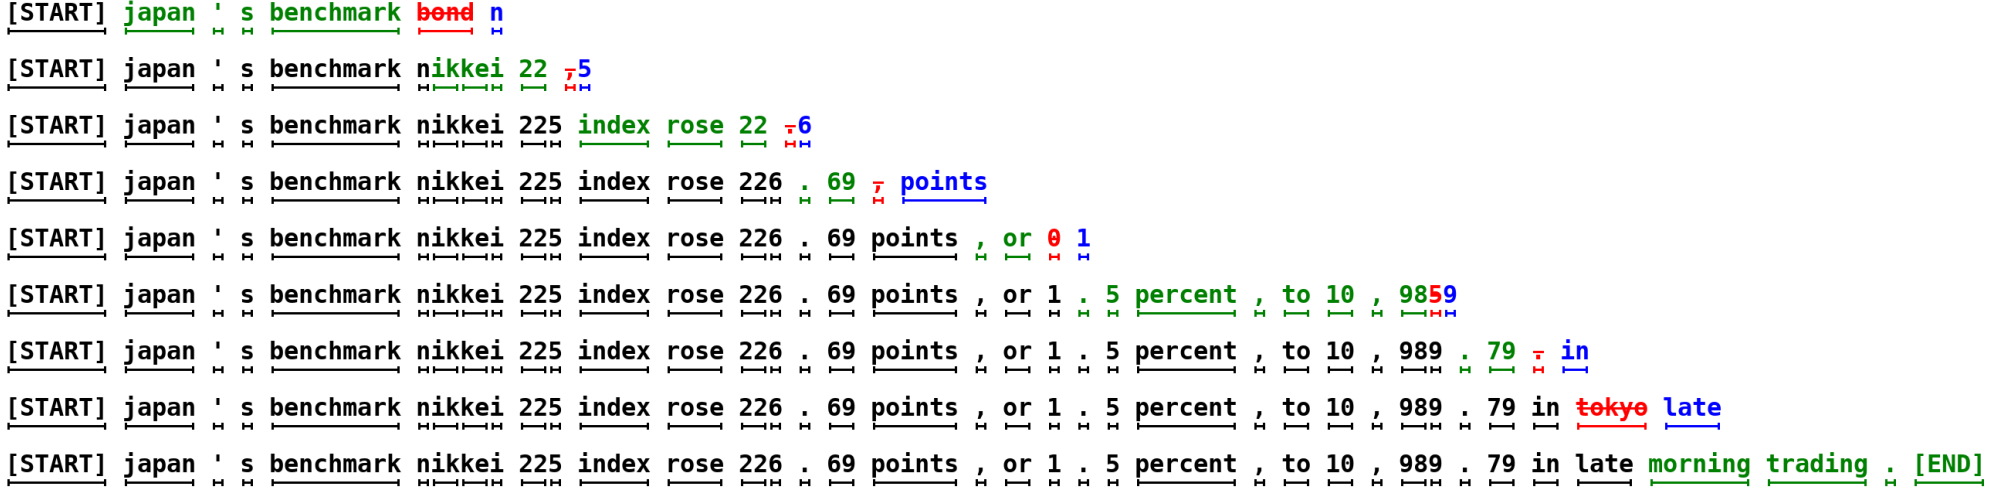 [START] japan ' s benchmark bond n
[START] japan ' s benchmark nikkei 22 , 5
[START] japan ' s benchmark nikkei 225 index rose 22 . 6
[START] japan ' s benchmark nikkei 225 index rose 226 . 69 , points
[START] japan ' s benchmark nikkei 225 index rose 226 . 69 points , or 0 1
[START] japan ' s benchmark nikkei 225 index rose 226 . 69 points , or 1 . 5 percent , to 10 , 9859
[START] japan ' s benchmark nikkei 225 index rose 226 . 69 points , or 1 . 5 percent , to 10 , 989 . 79 . in
[START] japan ' s benchmark nikkei 225 index rose 226 . 69 points , or 1 . 5 percent , to 10 , 989 . 79 in tokyo late
[START] japan ' s benchmark nikkei 225 index rose 226 . 69 points , or 1 . 5 percent , to 10 , 989 . 79 in late morning trading . [END]